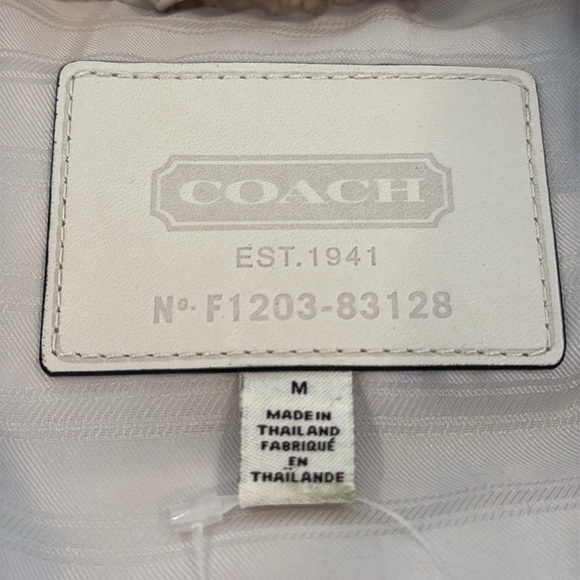 COACH
EST.1941
Nº· F1203-83128
M
MADE IN
THAILAND
FABRIQUÉ
EN
THAÏLANDE